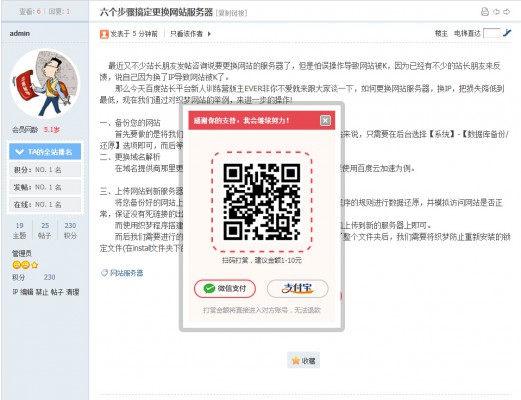 查看: 6 | 回复: 1
六个步骤搞定更换网站服务器 [复制链接]
admin
发表于 5 分钟前 | 只看该作者
楼主 电梯直达
会员网龄 5.1岁
TA的全站排名
积分: NO. 1 名
发帖: NO. 1 名
在线: NO. 1 名
19 25 230
主题 帖子 积分
管理员
积分 230
IP 编辑 禁止 帖子 清理
最近又不少站长朋友发帖咨询说要更换网站的服务器了，但是怕误操作导致网站被K，因为已经有不少的站长朋友来反
馈，说自己因为换了IP导致网站被K了。
那么今天百度站长平台新人训练营版主EVER非你不爱就来跟大家谈一下，如何更换网站服务器，换IP，把损失降低到
最低，现在我们通过对织梦网站的举例，来进一步的操作!
一、备份您的网站
首先要做的是将我们
来说，只需要在后台选择【系统】-【数据库备份/
还原】选项即可，而后等
二、更换域名解析
在域名提供商那里更
使用百度云加速为例。
三、上传网站到新服务器
将您备份好的网站上
程序的规则进行数据还原，并模拟访问网站是否正
常，保证没有死链接的出
而使用织梦程序搭建
上传到新的服务器上即可。
而后我们需要进行的
整个文件夹后，我们需要将织梦防止重新安装的锁
定文件(在install文件夹下
网站服务器
感谢你的支持，我会继续努力!
扫码打赏，建议金额1-10元
微信支付
支付宝
打赏金额将直接进入对方账号，无法退款
收藏